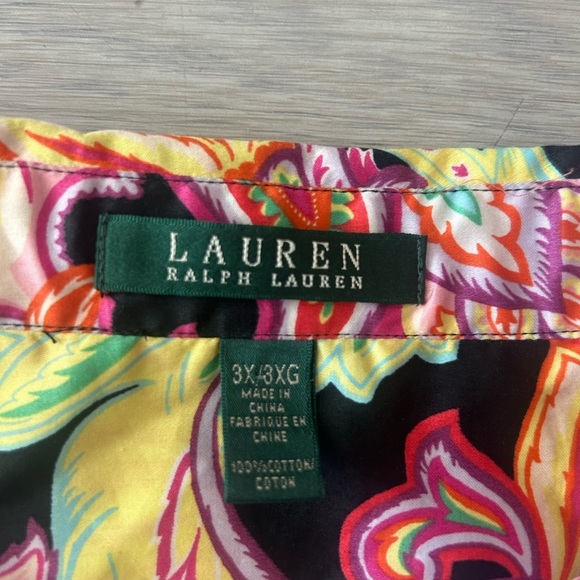 LAUREN
RALPH LAUREN
3X/3XG
MADE IN
CHINA
FABRIQUE EN
CHINE
100%COTTON/
COTON